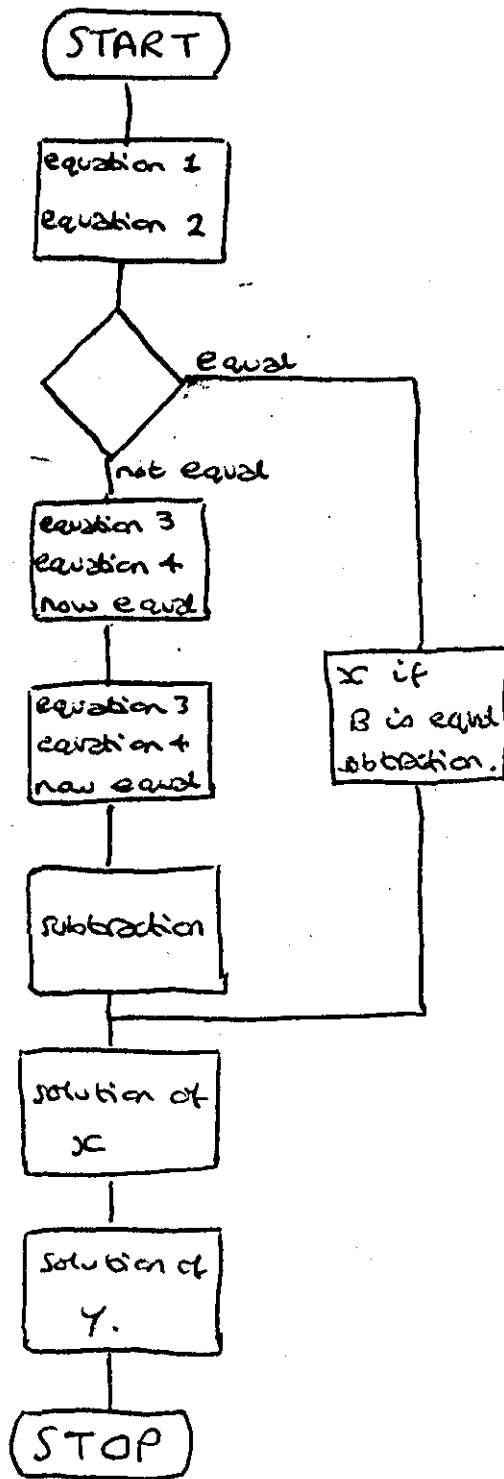 START
equation 1
equation 2
equal
not equal
equation 3
equation 4
now equal
x if
B is equal
subtraction.
equation 3
equation 4
now equal
subtraction
solution of
x
solution of
Y.
STOP